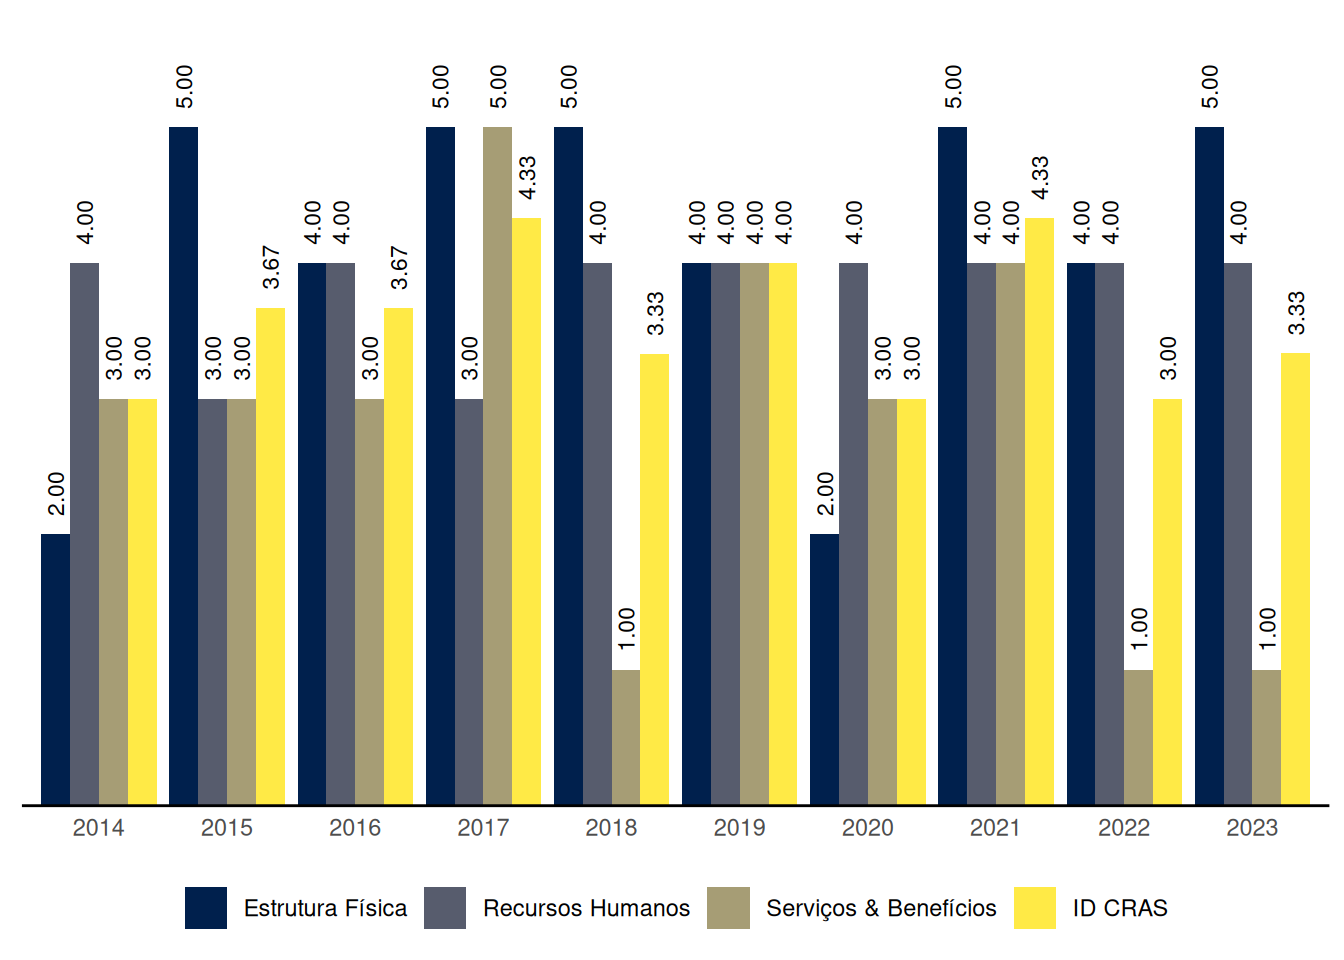 2.00 4.00 3.00 3.00 5.00 3.00 3.00 3.67 4.00 4.00 3.00 3.67 5.00 3.00 5.00 4.33 5.00 4.00 1.00 3.33 4.00 4.00 4.00 4.00 2.00 4.00 3.00 3.00 5.00 4.00 4.00 4.33 4.00 4.00 1.00 3.00 5.00 4.00 1.00 3.33
2014 2015 2016 2017 2018 2019 2020 2021 2022 2023
Estrutura Física Recursos Humanos Serviços & Benefícios ID CRAS